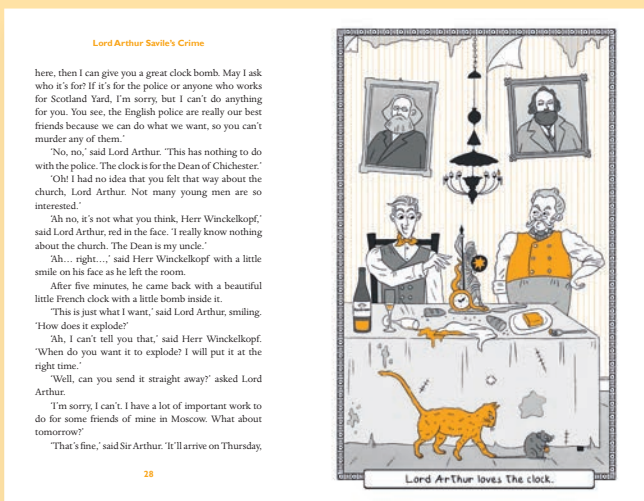 Lord Arthur Savile's Crime
here, then I can give you a great clock bomb. May I ask
who it's for? If it's for the police or anyone who works
for Scotland Yard, I'm sorry, but I can't do anything
for you. You see, the English police are really our best
friends because we can do what we want, so you can't
murder any of them.'
'No, no,' said Lord Arthur. 'This has nothing to do
with the police. The clock is for the Dean of Chichester.'
'Oh! I had no idea that you felt that way about the
church, Lord Arthur. Not many young men are so
interested.'
'Ah no, it's not what you think, Herr Winckelkopf,'
said Lord Arthur, red in the face. 'I really know nothing
about the church. The Dean is my uncle.'
'Ah… right…,' said Herr Winckelkopf with a little
smile on his face as he left the room.
After five minutes, he came back with a beautiful
little French clock with a little bomb inside it.
'This is just what I want,' said Lord Arthur, smiling.
'How does it explode?'
'Ah, I can't tell you that,' said Herr Winckelkopf.
'When do you want it to explode? I will put it at the
right time.'
'Well, can you send it straight away?' asked Lord
Arthur.
'I'm sorry, I can't. I have a lot of important work to
do for some friends of mine in Moscow. What about
tomorrow?'
'That's fine,' said Sir Arthur. 'It'll arrive on Thursday,
28
Lord Arthur loves the clock.